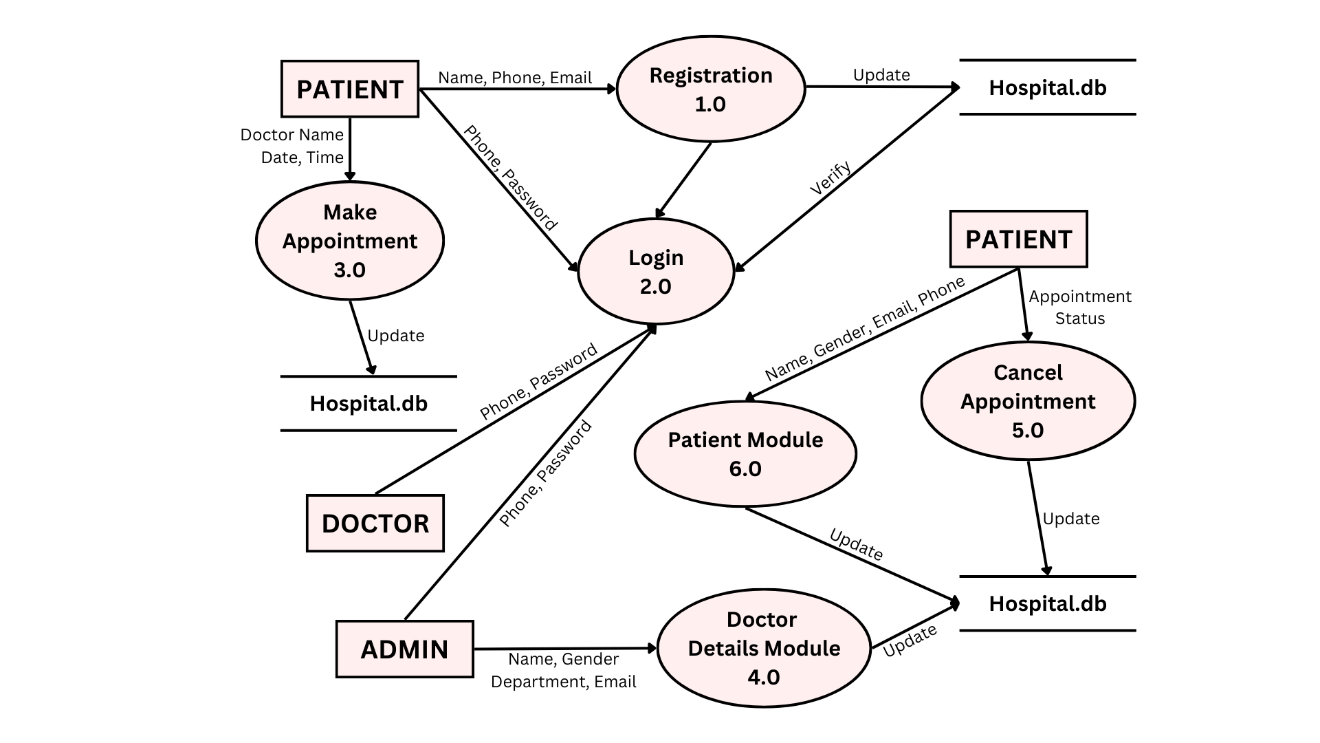 PATIENT
Name, Phone, Email
Registration
1.0
Update
Hospital.db
Doctor Name
Date, Time
Phone, Password
Verify
Make
Appointment
3.0
Login
2.0
PATIENT
Update
Name, Gender, Email, Phone
Appointment
Status
Hospital.db
Phone, Password
Cancel
Appointment
5.0
Patient Module
6.0
DOCTOR
Phone, Password
Update
Update
Hospital.db
ADMIN
Name, Gender
Department, Email
Doctor
Details Module
4.0
Update